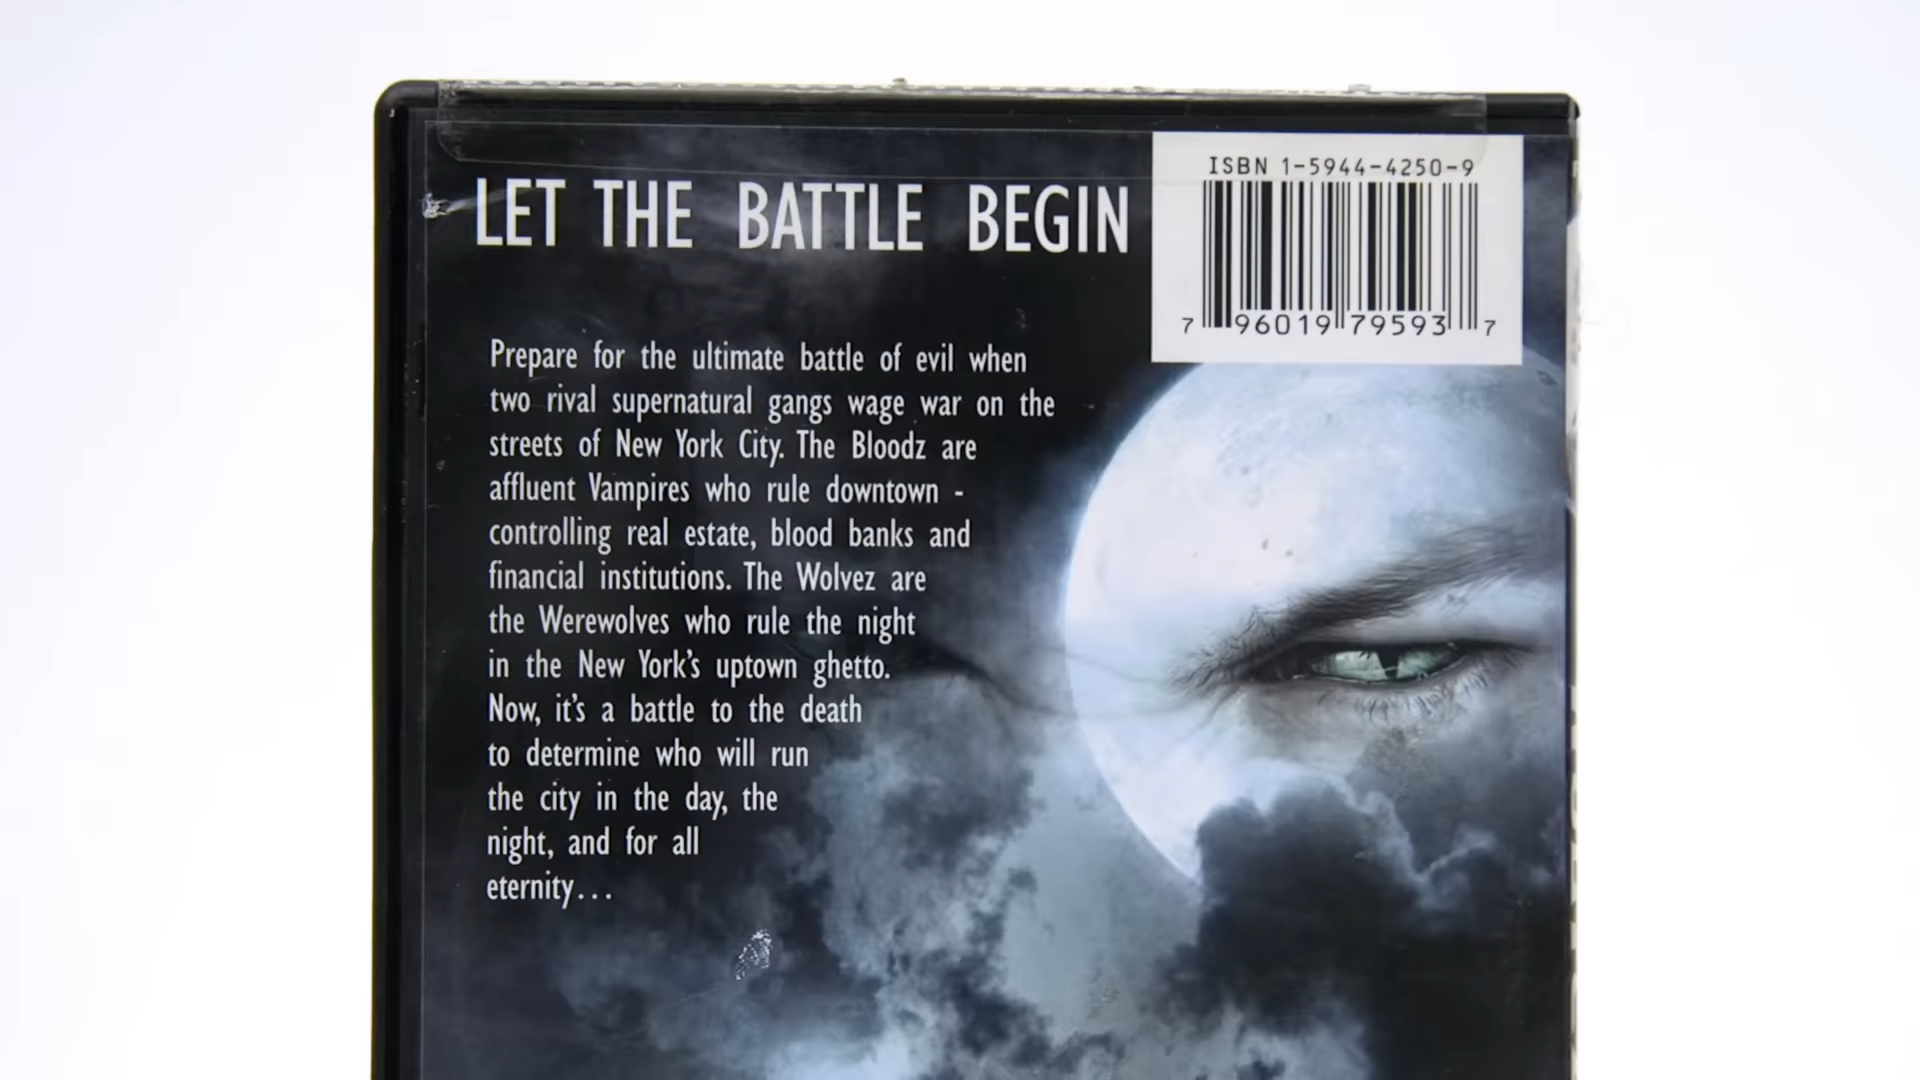 LET THE BATTLE BEGIN
ISBN 1-5944-4250-9
7 96019 79593 7
Prepare for the ultimate battle of evil when
two rival supernatural gangs wage war on the
streets of New York City. The Bloodz are
affluent Vampires who rule downtown -
controlling real estate, blood banks and
financial institutions. The Wolvez are
the Werewolves who rule the night
in the New York's uptown ghetto.
Now, it's a battle to the death
to determine who will run
the city in the day, the
night, and for all
eternity...